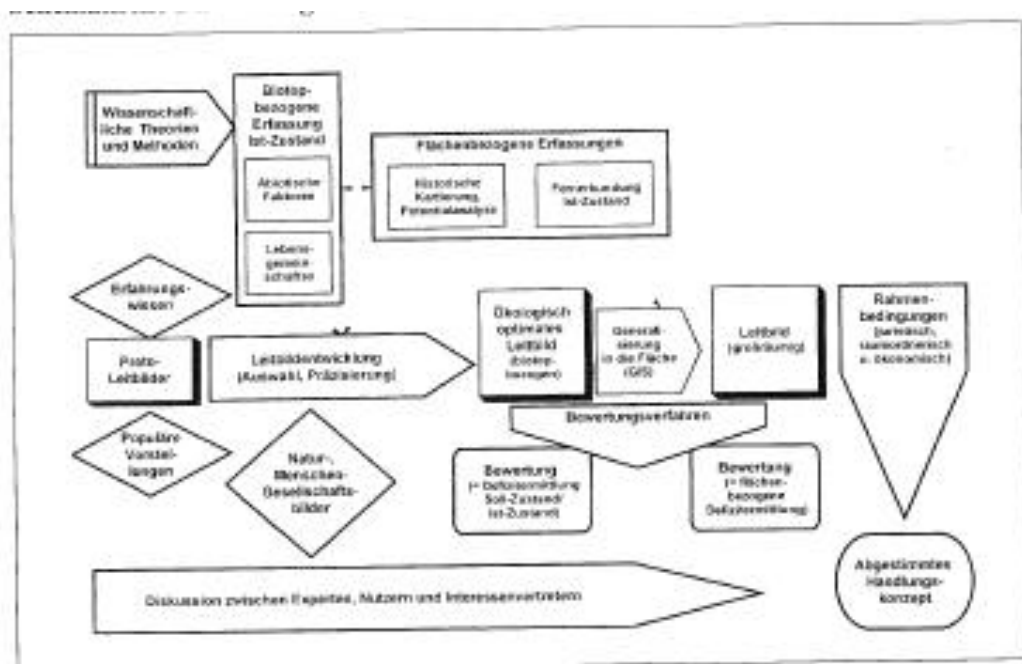 Wissenschaft-
liche Theorien
und Methoden
Biotop-
bezogene
Erfassung
Ist-Zustand
Abiotische
Faktoren
Lebens-
gemein-
schaften
Flächenbezogene Erfassungen
Historische
Kartierung,
Potentialanalyse
Fernerkundung
Ist-Zustand
Erfahrungs-
wissen
Proto-
Leitbilder
Populäre
Vorstel-
lungen
Leitbildentwicklung
(Auswahl, Präzisierung)
Natur-,
Menschen-
Gesellschafts-
bilder
Ökologisch
optimales
Leitbild
(biotop-
bezogen)
Generali-
sierung
in die Fläche
(GIS)
Leitbild
(großräumig)
Rahmen-
bedingungen
(juristisch,
raumordnerisch
u. ökonomisch)
Bewertungsverfahren
Bewertung
(= Defizitermittlung
Soll-Zustand/
Ist-Zustand)
Bewertung
(= flächen-
bezogene
Defizitermittlung)
Diskussion zwischen Experten, Nutzern und Interessenvertretern
Abgestimmtes
Handlungs-
konzept